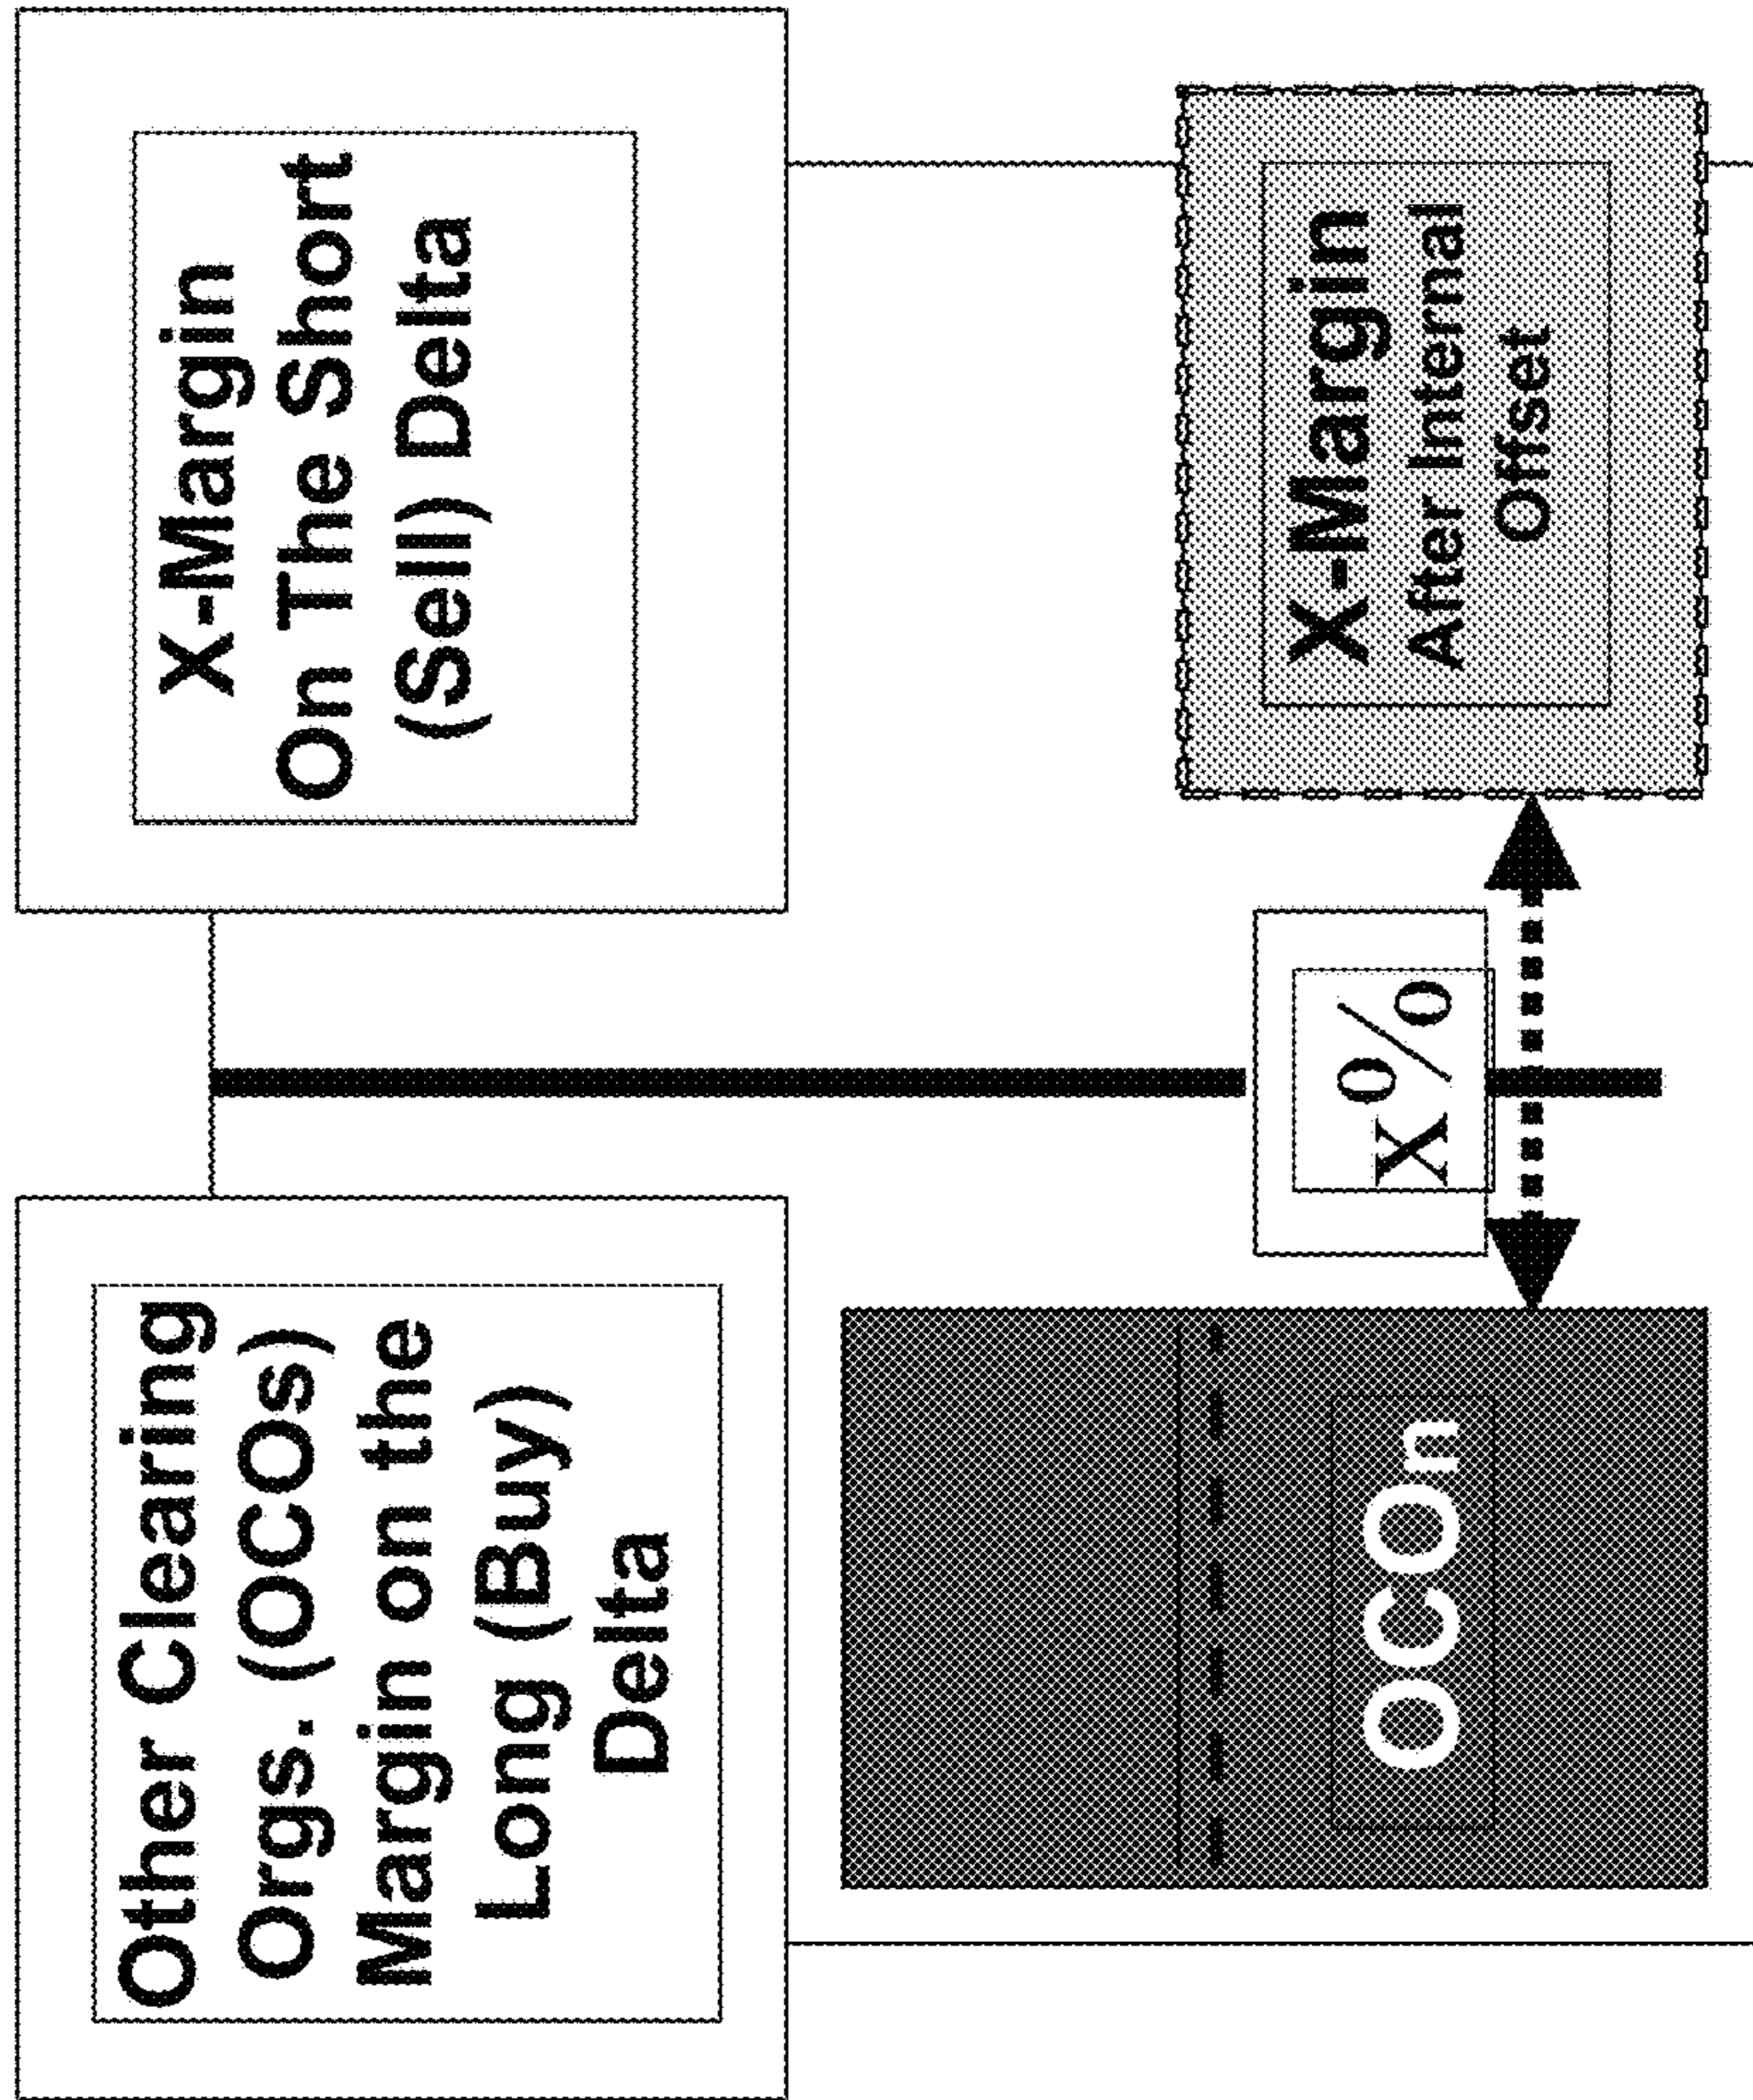 Other Clearing
Orgs. (OCOs)
Margin on the
Long (Buy)
Delta
X-Margin
On The Short
(Sell) Delta
OCOn
X%
X-Margin
After Internal
Offset